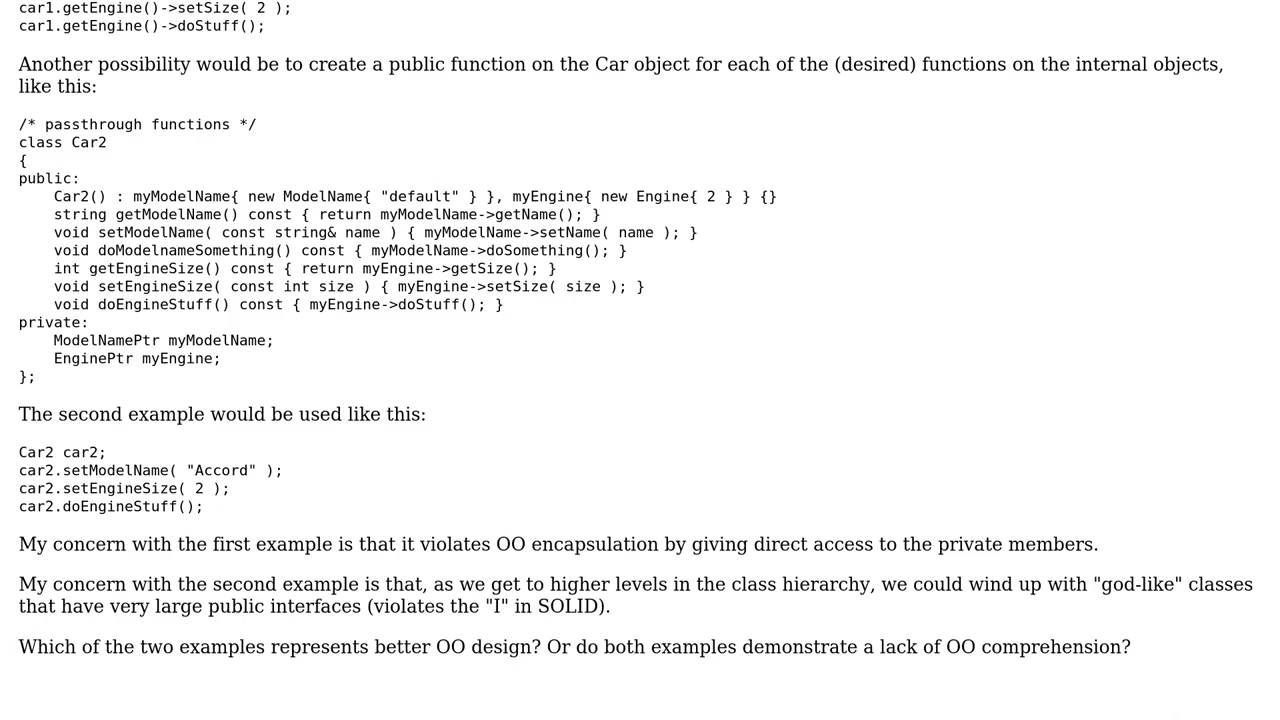 car1.getEngine()->setSize( 2 );
car1.getEngine()->doStuff();
Another possibility would be to create a public function on the Car object for each of the (desired) functions on the internal objects,
like this:
/* passthrough functions */
class Car2
{
public:
    Car2() : myModelName{ new ModelName{ "default" } }, myEngine{ new Engine{ 2 } } {}
    string getModelName() const { return myModelName->getName(); }
    void setModelName( const string& name ) { myModelName->setName( name ); }
    void doModelnameSomething() const { myModelName->doSomething(); }
    int getEngineSize() const { return myEngine->getSize(); }
    void setEngineSize( const int size ) { myEngine->setSize( size ); }
    void doEngineStuff() const { myEngine->doStuff(); }
private:
    ModelNamePtr myModelName;
    EnginePtr myEngine;
};
The second example would be used like this:
Car2 car2;
car2.setModelName( "Accord" );
car2.setEngineSize( 2 );
car2.doEngineStuff();
My concern with the first example is that it violates OO encapsulation by giving direct access to the private members.
My concern with the second example is that, as we get to higher levels in the class hierarchy, we could wind up with "god-like" classes
that have very large public interfaces (violates the "I" in SOLID).
Which of the two examples represents better OO design? Or do both examples demonstrate a lack of OO comprehension?